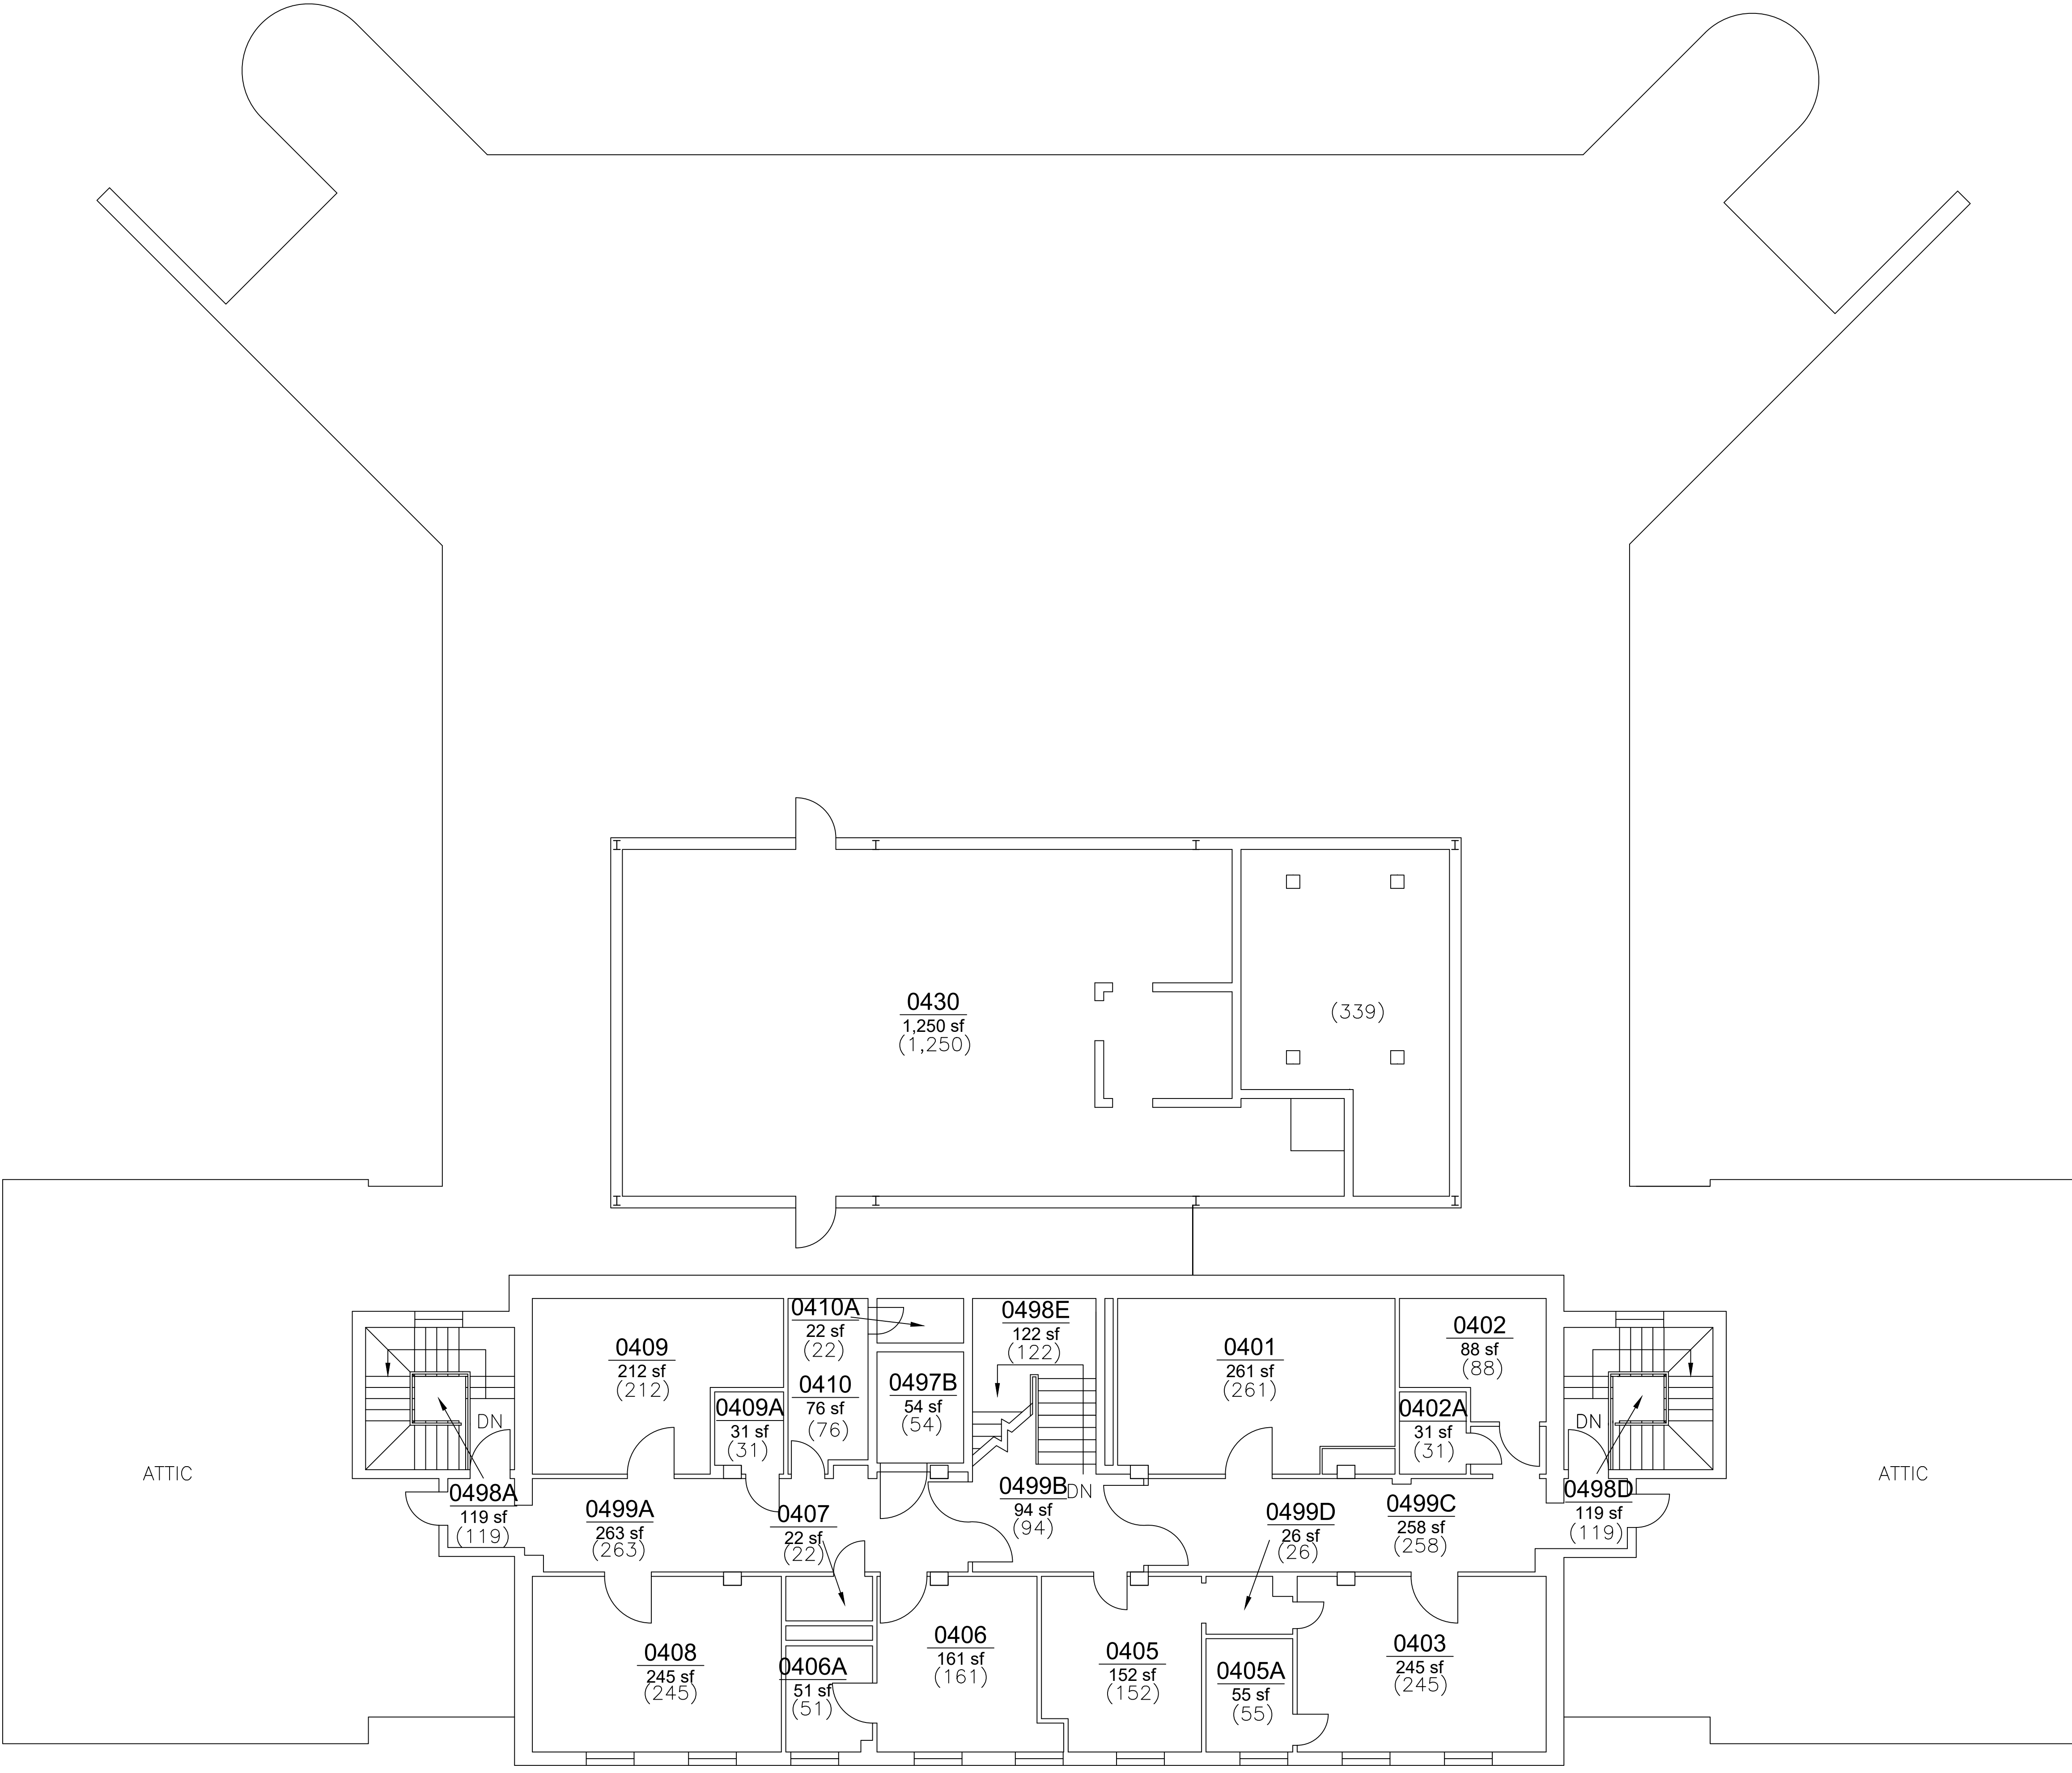 0430
1,250 sf
(1,250)
(339)
0410A
22 sf
(22)
0498E
122 sf
(122)
0409
212 sf
(212)
0401
261 sf
(261)
0402
88 sf
(88)
0410
76 sf
(76)
0497B
54 sf
(54)
0409A
31 sf
(31)
0402A
31 sf
(31)
DN
DN
ATTIC
ATTIC
0498A
119 sf
(119)
0499A
263 sf
(263)
0407
22 sf
(22)
0499B
94 sf
(94)
DN
0499D
26 sf
(26)
0499C
258 sf
(258)
0498D
119 sf
(119)
0408
245 sf
(245)
0406A
51 sf
(51)
0406
161 sf
(161)
0405
152 sf
(152)
0405A
55 sf
(55)
0403
245 sf
(245)